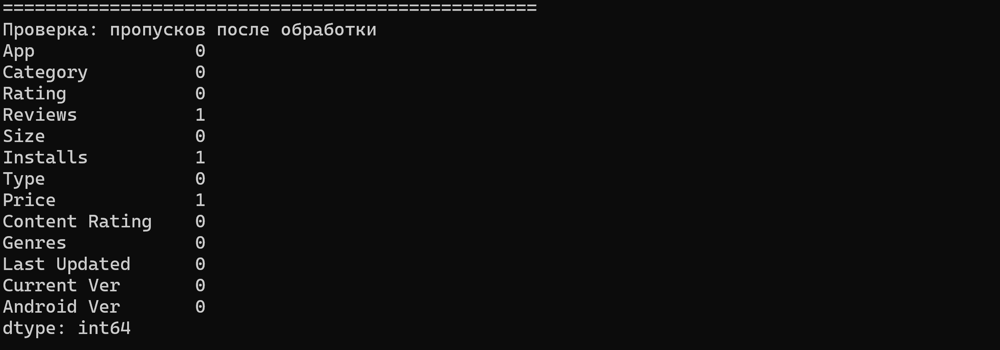 ==================================================
Проверка: пропусков после обработки
App               0
Category          0
Rating            0
Reviews           1
Size              0
Installs          1
Type              0
Price             1
Content Rating    0
Genres            0
Last Updated      0
Current Ver       0
Android Ver       0
dtype: int64